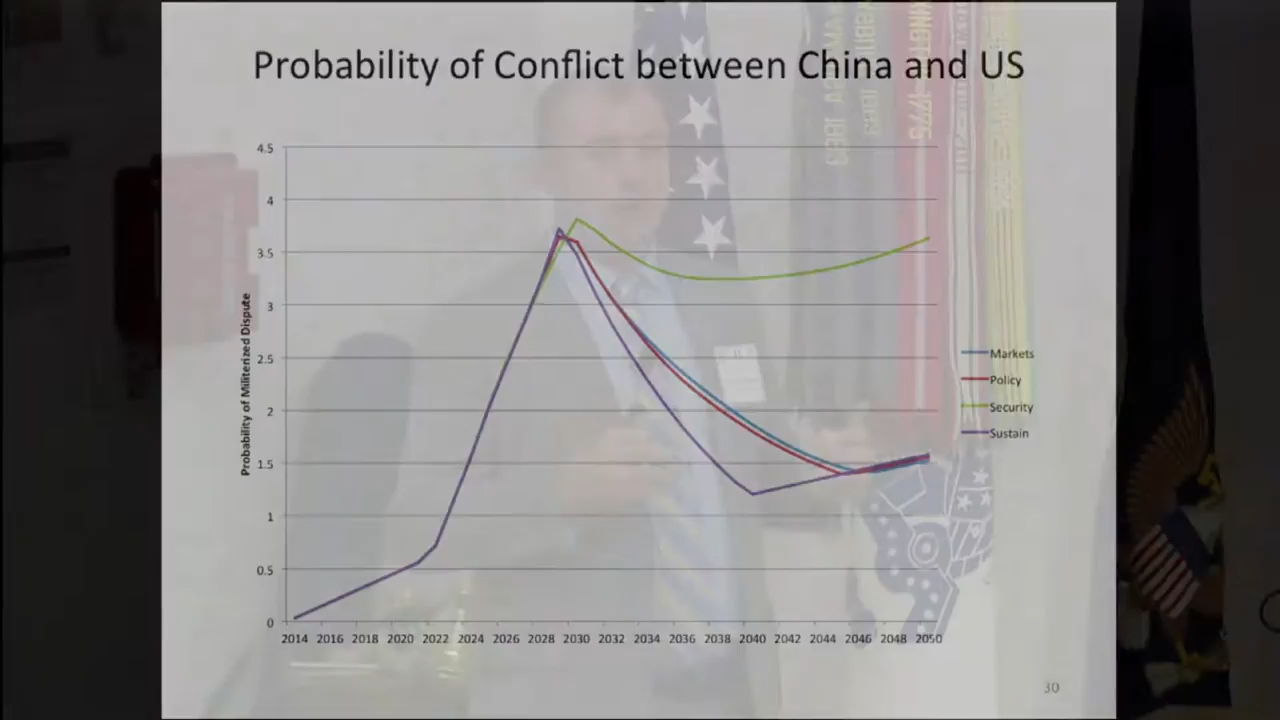 Probability of Conflict between China and US
Probability of Militerized Dispute
4.5
4
3.5
3
2.5
2
1.5
1
0.5
0
2014 2016 2018 2020 2022 2024 2026 2028 2030 2032 2034 2036 2038 2040 2042 2044 2046 2048 2050
Markets
Policy
Security
Sustain
30